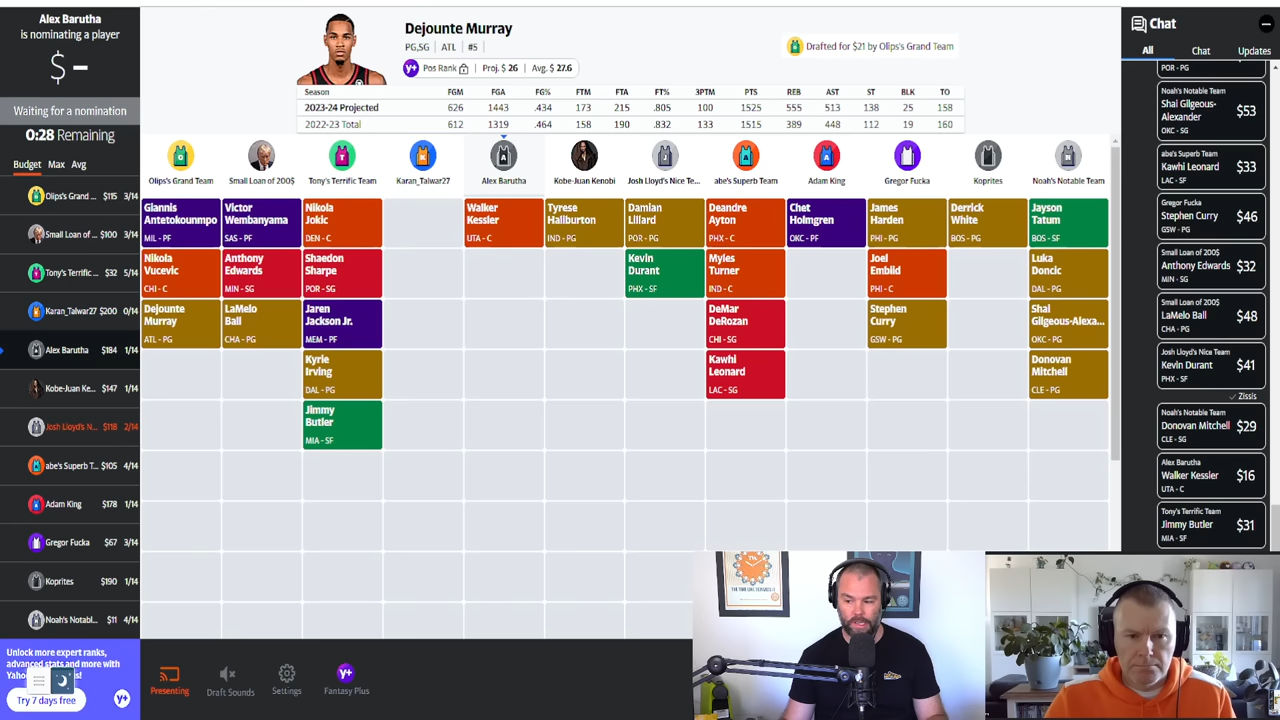 Alex Barutha
is nominating a player
$ -
Waiting for a nomination
0:28 Remaining
Budget Max Avg
Olips's Grand ... $115 3/14
Small Loan of ... $100 3/14
Tony's Terrific ... $32 5/14
Karan_Talwar27 $200 0/14
Alex Barutha $184 1/14
Kobe-Juan Ke... $147 1/14
Josh Lloyd's N... $118 2/14
abe's Superb T... $105 4/14
Adam King $178 1/14
Gregor Fucka $67 3/14
Koprites $190 1/14
Noah's Notabl... $11 4/14
Unlock more expert ranks,
advanced stats and more with
Try 7 days free
y+
Dejounte Murray
PG,SG ATL #5
y+ Pos Rank Proj. $ 26 Avg. $ 27.6
Drafted for $21 by Olips's Grand Team
Season FGM FGA FG% FTM FTA FT% 3PTM PTS REB AST ST BLK TO
2023-24 Projected 626 1443 .434 173 215 .805 100 1515 555 513 138 25 158
2022-23 Total 612 1319 .464 158 190 .832 133 1515 389 448 112 19 160
Olips's Grand Team Small Loan of 200$ Tony's Terrific Team Karan_Talwar27 Alex Barutha Kobe-Juan Kenobi Josh Lloyd's Nice Te... abe's Superb Team Adam King Gregor Fucka Koprites Noah's Notable Team
Giannis Victor Nikola Walker Tyrese Damian Deandre Chet James Derrick Jayson
Antetokounmpo Wembanyama Jokic Kessler Haliburton Lillard Ayton Holmgren Harden White Tatum
MIL - PF SAS - PF DEN - C UTA - C IND - PG POR - PG PHX - C OKC - PF PHI - PG BOS - PG BOS - SF
Nikola Anthony Shaedon Kevin Myles Joel Luka
Vucevic Edwards Sharpe Durant Turner Embiid Doncic
CHI - C MIN - SG POR - SG PHX - SF IND - C PHI - C DAL - PG
Dejounte LaMelo Jaren DeMar Stephen Shai
Murray Ball Jackson Jr. DeRozan Curry Gilgeous-Alexa...
ATL - PG CHA - PG MEM - PF CHI - SG GSW - PG OKC - PG
Kyrie Kawhi Donovan
Irving Leonard Mitchell
DAL - PG LAC - SG CLE - PG
Jimmy
Butler
MIA - SF
Presenting Draft Sounds Settings Fantasy Plus
Chat
All Chat Updates
POR - PG
Noah's Notable Team
Shai Gilgeous-
Alexander $53
OKC - SG
abe's Superb Team
Kawhi Leonard $33
LAC - SF
Gregor Fucka
Stephen Curry $46
GSW - PG
Small Loan of 200$
Anthony Edwards $32
MIN - SG
Small Loan of 200$
LaMelo Ball $48
CHA - PG
Josh Lloyd's Nice Team
Kevin Durant $41
PHX - SF
Zissis
Noah's Notable Team
Donovan Mitchell $29
CLE - SG
Alex Barutha
Walker Kessler $16
UTA - C
Tony's Terrific Team
Jimmy Butler $31
MIA - SF